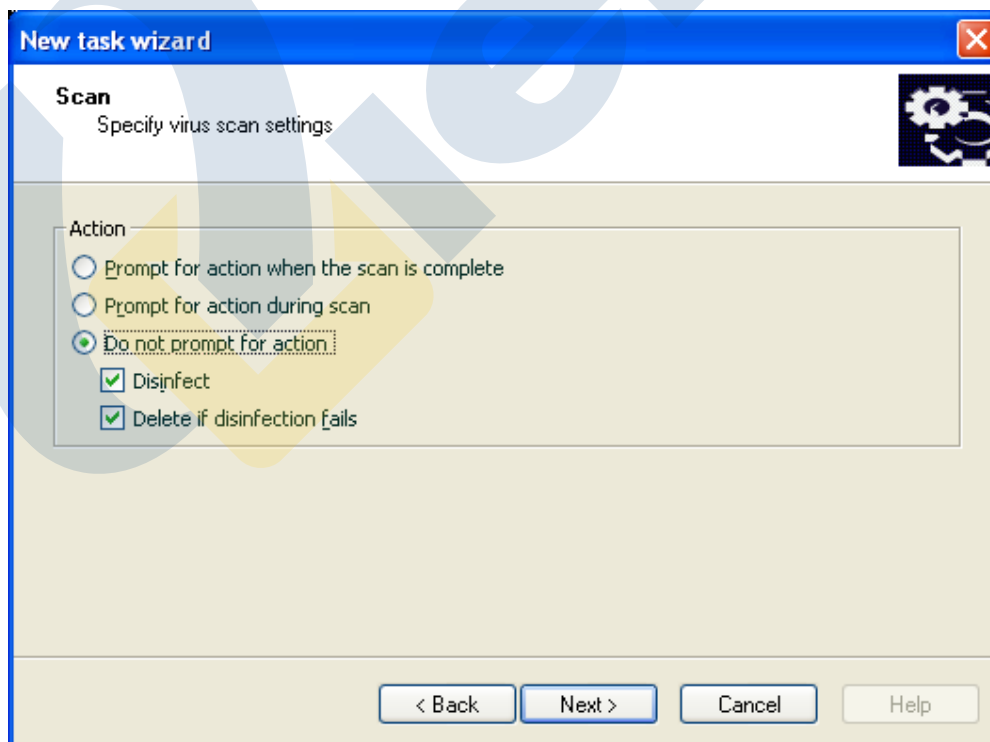 New task wizard
Scan
Specify virus scan settings
Action
Prompt for action when the scan is complete
Prompt for action during scan
Do not prompt for action
Disinfect
Delete if disinfection fails
< Back Next > Cancel Help